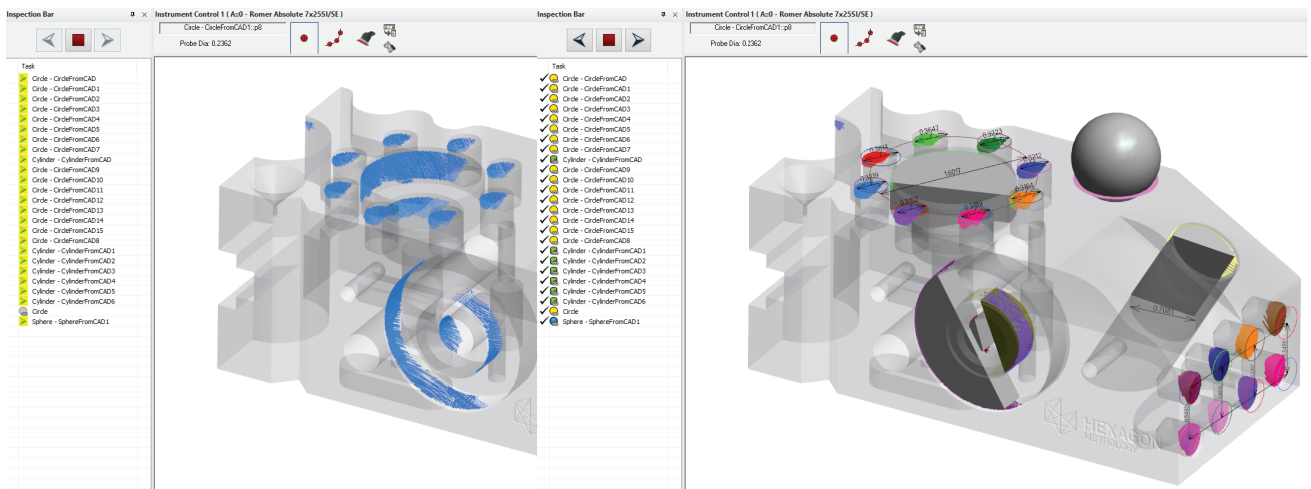 Inspection Bar
Instrument Control 1 ( A::0 - Romer Absolute 7x25SI/SE )
Circle - CircleFromCAD1::p8
Probe Dia: 0.2362
Task
Circle - CircleFromCAD
Circle - CircleFromCAD1
Circle - CircleFromCAD2
Circle - CircleFromCAD3
Circle - CircleFromCAD4
Circle - CircleFromCAD5
Circle - CircleFromCAD6
Circle - CircleFromCAD7
Cylinder - CylinderFromCAD
Circle - CircleFromCAD9
Circle - CircleFromCAD10
Circle - CircleFromCAD11
Circle - CircleFromCAD12
Circle - CircleFromCAD13
Circle - CircleFromCAD14
Circle - CircleFromCAD15
Circle - CircleFromCAD8
Cylinder - CylinderFromCAD1
Cylinder - CylinderFromCAD2
Cylinder - CylinderFromCAD3
Cylinder - CylinderFromCAD4
Cylinder - CylinderFromCAD5
Cylinder - CylinderFromCAD6
Circle
Sphere - SphereFromCAD1
Inspection Bar
Instrument Control 1 ( A::0 - Romer Absolute 7x25SI/SE )
Circle - CircleFromCAD1::p8
Probe Dia: 0.2362
Task
Circle - CircleFromCAD
Circle - CircleFromCAD1
Circle - CircleFromCAD2
Circle - CircleFromCAD3
Circle - CircleFromCAD4
Circle - CircleFromCAD5
Circle - CircleFromCAD6
Circle - CircleFromCAD7
Cylinder - CylinderFromCAD
Circle - CircleFromCAD9
Circle - CircleFromCAD10
Circle - CircleFromCAD11
Circle - CircleFromCAD12
Circle - CircleFromCAD13
Circle - CircleFromCAD14
Circle - CircleFromCAD15
Circle - CircleFromCAD8
Cylinder - CylinderFromCAD1
Cylinder - CylinderFromCAD2
Cylinder - CylinderFromCAD3
Cylinder - CylinderFromCAD4
Cylinder - CylinderFromCAD5
Cylinder - CylinderFromCAD6
Circle
Sphere - SphereFromCAD1
0.3647
0.3223
0.3212
1.6017
HEXAGON
METROLOGY